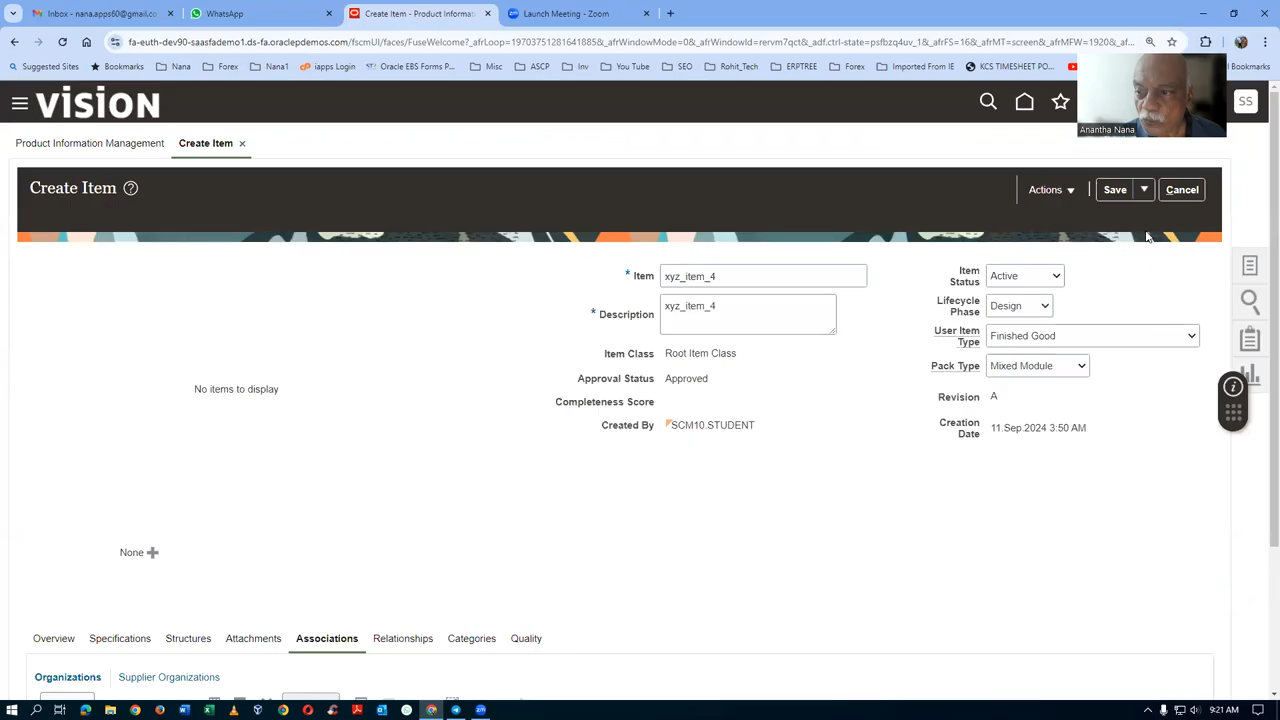 Inbox - nana.apps60@gmail.co
WhatsApp
Create Item - Product Informat
Launch Meeting - Zoom
fa-euth-dev90-saasfademo1.ds-fa.oraclepdemos.com/fscmUI/faces/FuseWelcome?_afrLoop=19703751281641885&_afrWindowMode=0&_afrWindowId=rervm7qct&_adf.ctrl-state=psfbzq4uv_1&_afrFS=16&_afrMT=screen&_afrMFW=1920&_afrM...
Suggested Sites
Bookmarks
Nana
Forex
Nana1
iapps Login
Oracle EBS Forms P...
Misc
ASCP
Inv
You Tube
SEO
Rohit_Tech
ERPTREE
Forex
Imported From IE
KCS TIMESHEET PO...
Bookmarks
VISION
SS
Anantha Nana
Product Information Management
Create Item
Create Item
Actions
Save
Cancel
* Item xyz_item_4
* Description xyz_item_4
Item Class Root Item Class
Approval Status Approved
Completeness Score
Created By SCM10.STUDENT
Item Status Active
Lifecycle Phase Design
User Item Type Finished Good
Pack Type Mixed Module
Revision A
Creation Date 11.Sep.2024 3:50 AM
No items to display
None
Overview
Specifications
Structures
Attachments
Associations
Relationships
Categories
Quality
Organizations
Supplier Organizations
9:21 AM